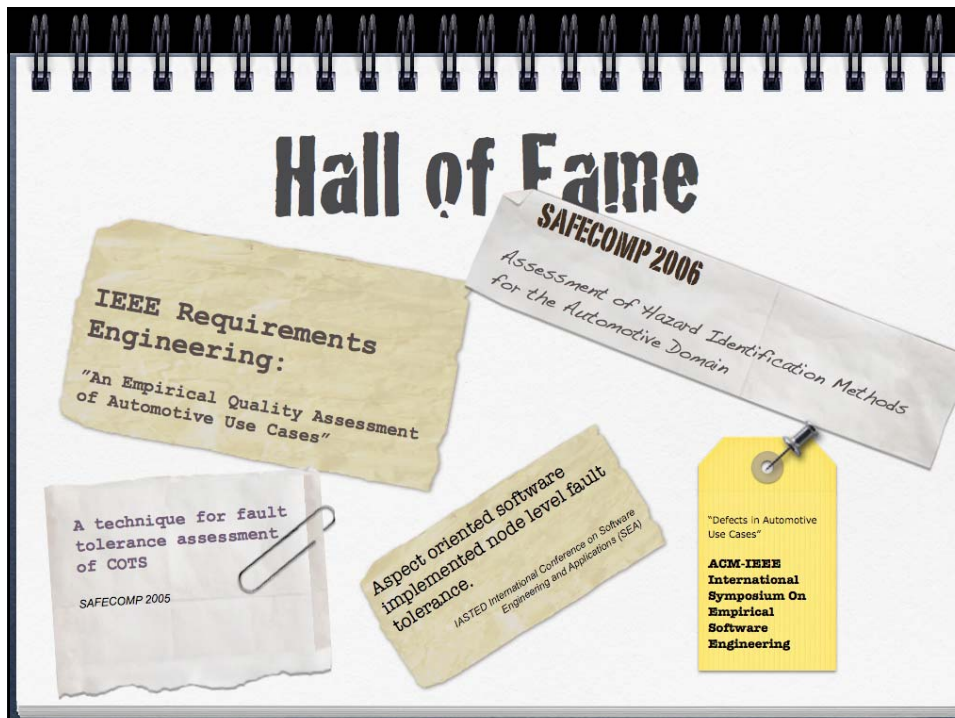 Hall of Fame
SAFECOMP 2006
Assessment of Hazard Identification Methods
for the Automotive Domain
IEEE Requirements
Engineering:
"An Empirical Quality Assessment
of Automotive Use Cases"
A technique for fault
tolerance assessment
of COTS
SAFECOMP 2005
Aspect oriented software
implemented node level fault
tolerance.
IASTED International Conference on Software
Engineering and Applications (SEA)
"Defects in Automotive
Use Cases"
ACM-IEEE
International
Symposium On
Empirical
Software
Engineering